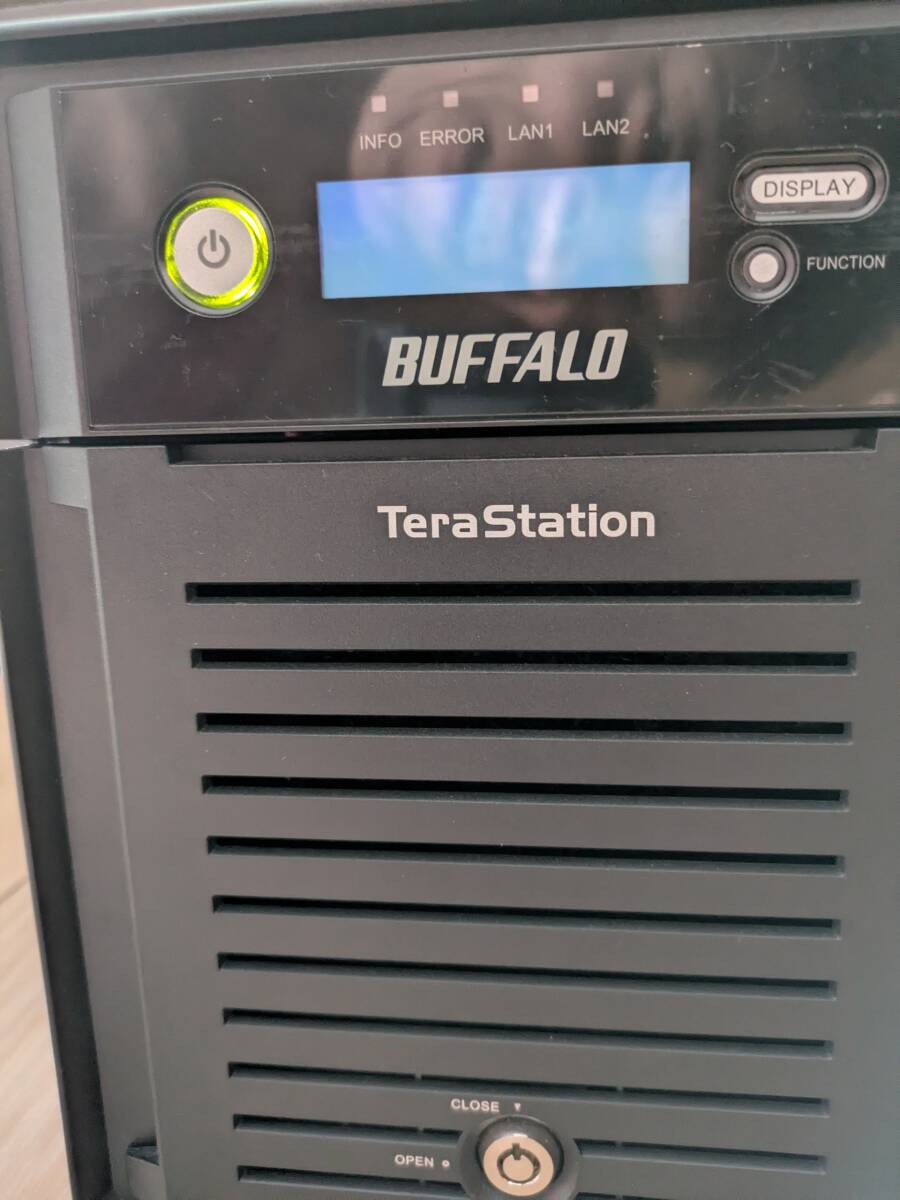 INFO ERROR LAN1 LAN2
DISPLAY
FUNCTION
BUFFALO
TeraStation
CLOSE
OPEN